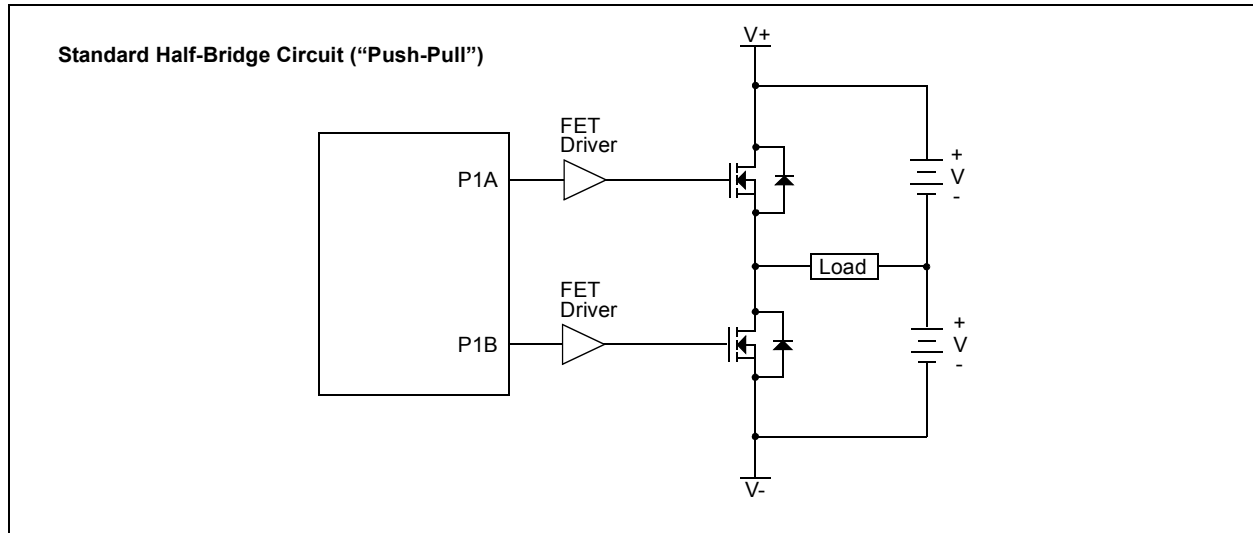 Standard Half-Bridge Circuit (“Push-Pull”)
V+
FET
Driver
P1A
+
V
-
Load
FET
Driver
P1B
+
V
-
V-